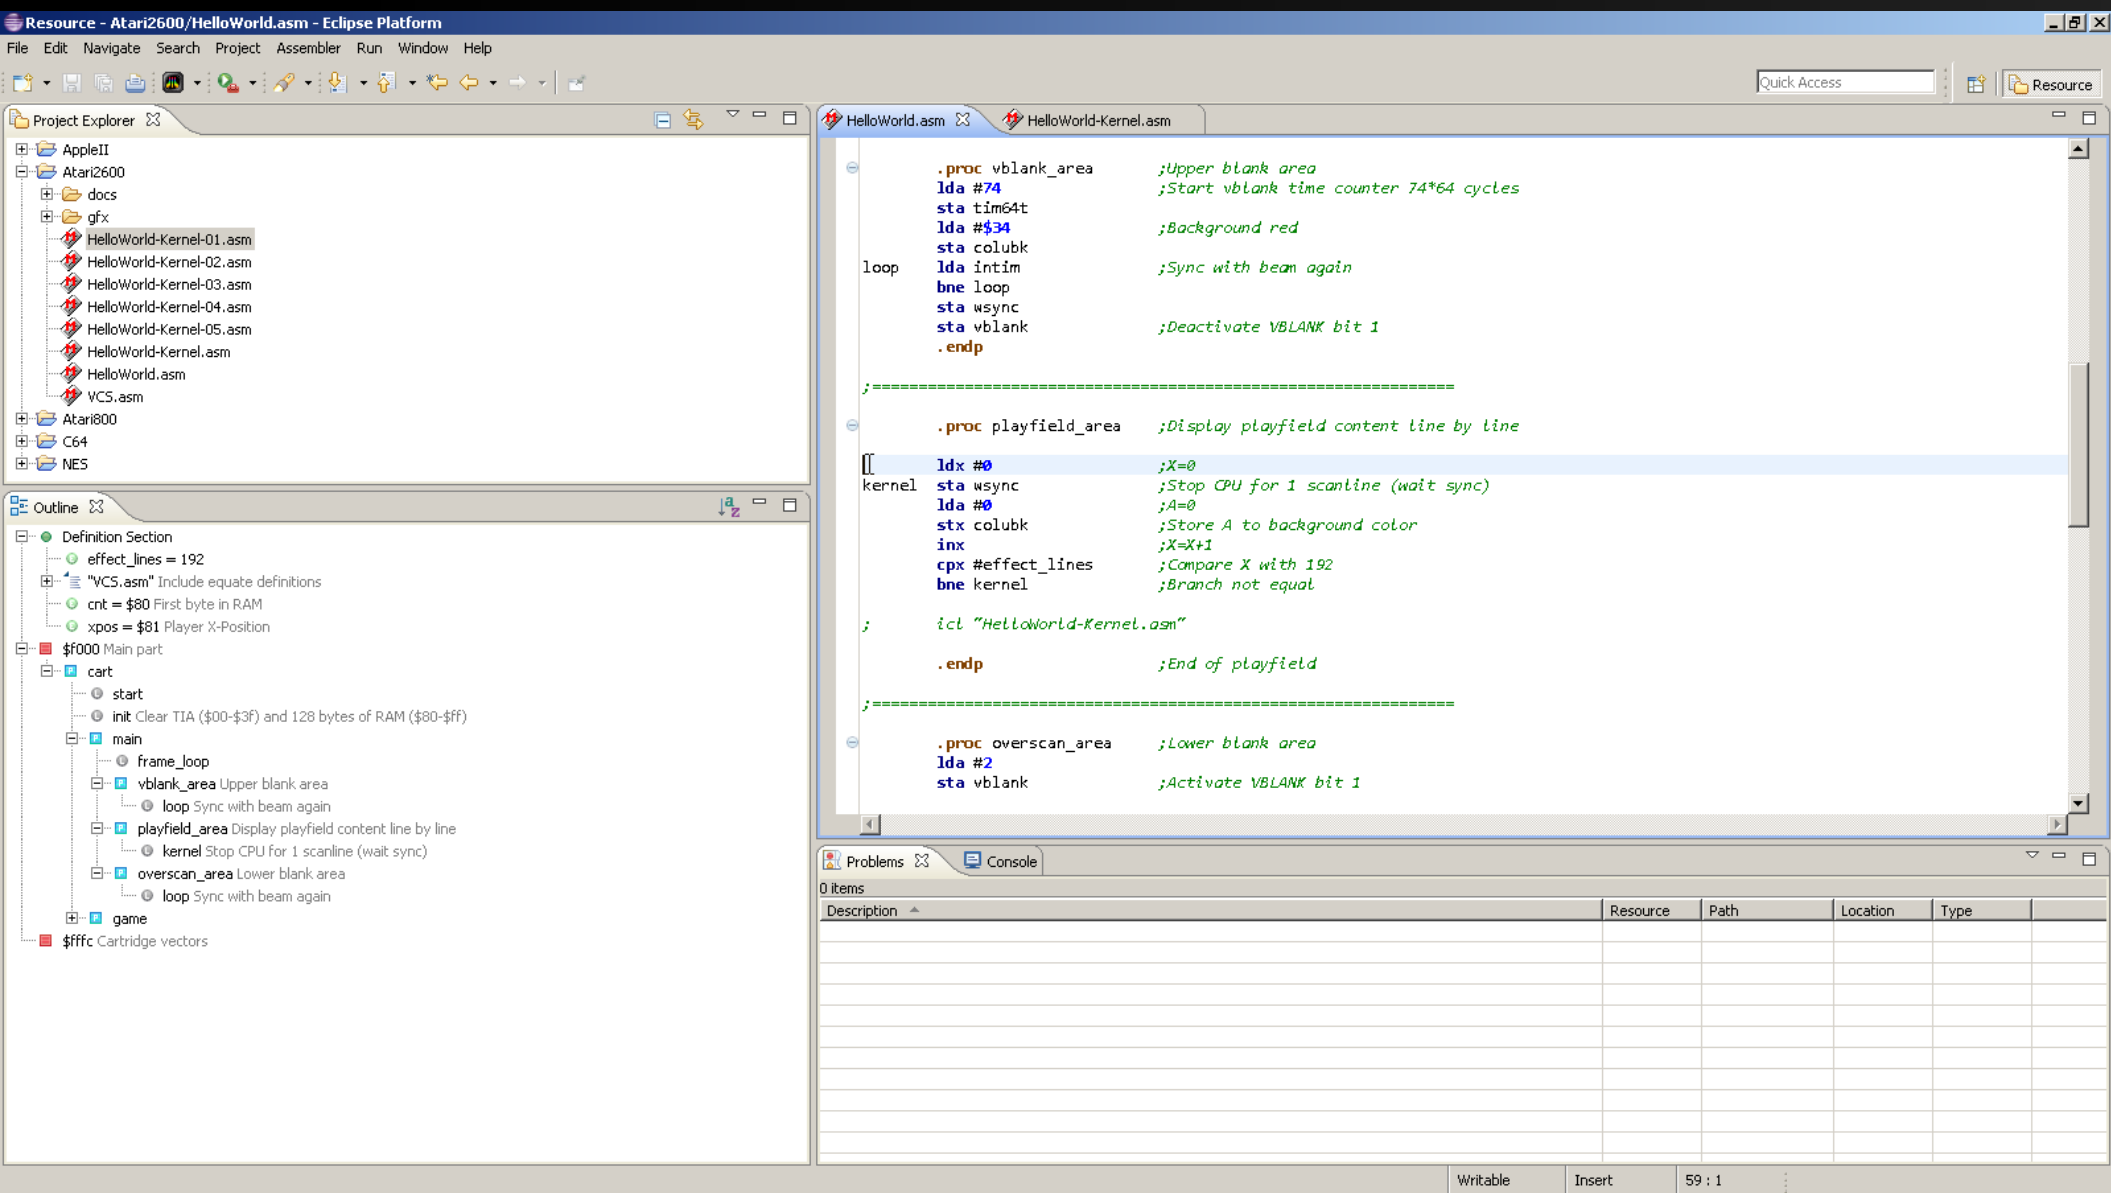 Resource - Atari2600/HelloWorld.asm - Eclipse Platform
File Edit Navigate Search Project Assembler Run Window Help
Quick Access
Resource
Project Explorer
AppleII
Atari2600
docs
gfx
HelloWorld-Kernel-01.asm
HelloWorld-Kernel-02.asm
HelloWorld-Kernel-03.asm
HelloWorld-Kernel-04.asm
HelloWorld-Kernel-05.asm
HelloWorld-Kernel.asm
HelloWorld.asm
VCS.asm
Atari800
C64
NES
Outline
Definition Section
effect_lines = 192
"VCS.asm" Include equate definitions
cnt = $80 First byte in RAM
xpos = $81 Player X-Position
$f000 Main part
cart
start
init Clear TIA ($00-$3f) and 128 bytes of RAM ($80-$ff)
main
frame_loop
vblank_area Upper blank area
loop Sync with beam again
playfield_area Display playfield content line by line
kernel Stop CPU for 1 scanline (wait sync)
overscan_area Lower blank area
loop Sync with beam again
game
$fffc Cartridge vectors
HelloWorld.asm HelloWorld-Kernel.asm
.proc vblank_area ;Upper blank area
lda #74 ;Start vblank time counter 74*64 cycles
sta tim64t
lda #$34 ;Background red
sta colubk
loop lda intim ;Sync with beam again
bne loop
sta wsync
sta vblank ;Deactivate VBLANK bit 1
.endp
;===============================================================
.proc playfield_area ;Display playfield content line by line
ldx #0 ;X=0
kernel sta wsync ;Stop CPU for 1 scanline (wait sync)
lda #0 ;A=0
stx colubk ;Store A to background color
inx ;X=X+1
cpx #effect_lines ;Compare X with 192
bne kernel ;Branch not equal
; icl "HelloWorld-Kernel.asm"
.endp ;End of playfield
;===============================================================
.proc overscan_area ;Lower blank area
lda #2
sta vblank ;Activate VBLANK bit 1
Problems Console
0 items
Description Resource Path Location Type
Writable Insert 59 : 1